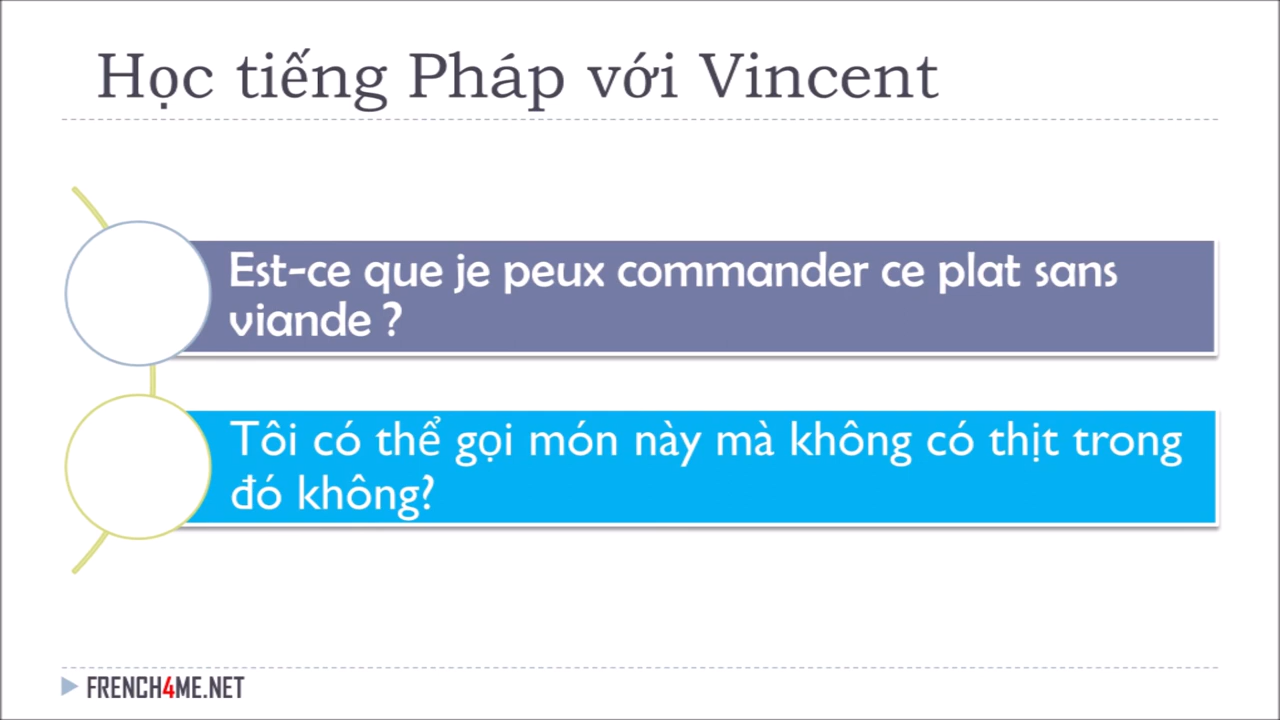 Học tiếng Pháp với Vincent
Est-ce que je peux commander ce plat sans
viande ?
Tôi có thể gọi món này mà không có thịt trong
đó không?
FRENCH4ME.NET